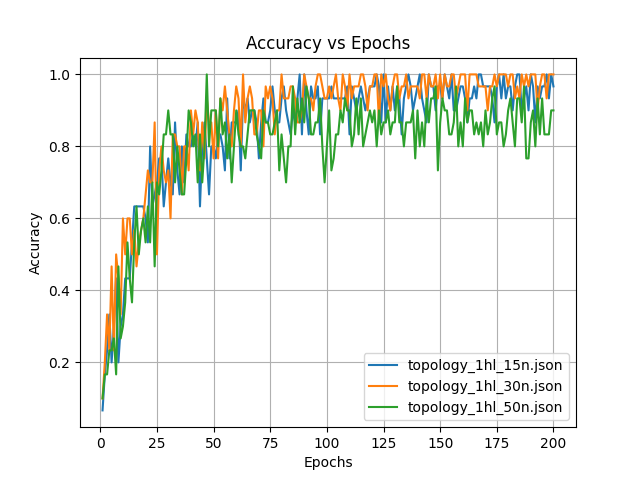 Accuracy vs Epochs
1.0
0.8
0.6
0.4
0.2
Accuracy
topology_1hl_15n.json
topology_1hl_30n.json
topology_1hl_50n.json
0 25 50 75 100 125 150 175 200
Epochs